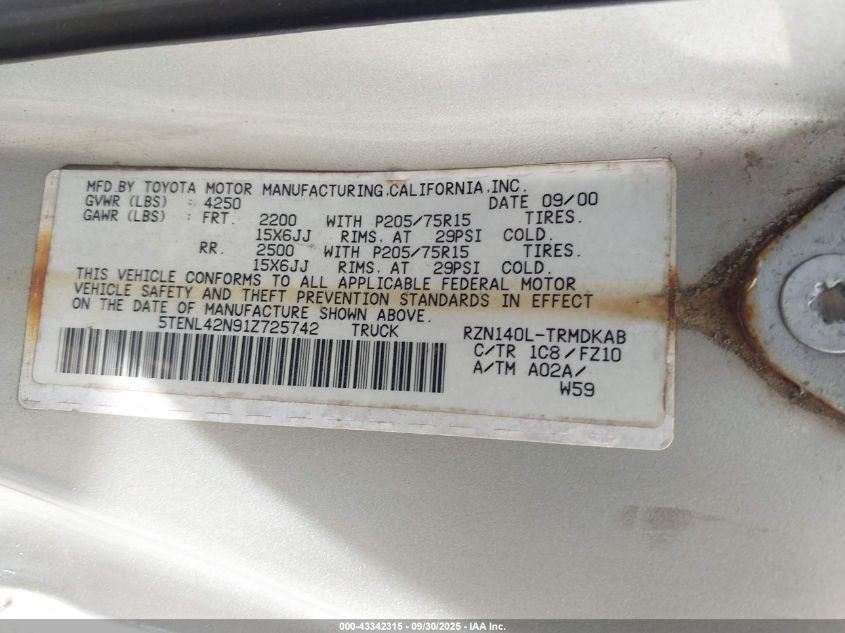 MFD.BY TOYOTA MOTOR MANUFACTURING,CALIFORNIA,INC.
GVWR (LBS) : 4250 DATE 09/00
GAWR (LBS) : FRT. 2200 WITH P205/75R15 TIRES.
15X6JJ RIMS. AT 29PSI COLD.
RR. 2500 WITH P205/75R15 TIRES.
15X6JJ RIMS. AT 29PSI COLD.
THIS VEHICLE CONFORMS TO ALL APPLICABLE FEDERAL MOTOR
VEHICLE SAFETY AND THEFT PREVENTION STANDARDS IN EFFECT
ON THE DATE OF MANUFACTURE SHOWN ABOVE.
5TENL42N91Z725742 TRUCK RZN140L-TRMDKAB
C/TR 1C8/FZ10
A/TM A02A/
W59
000-43342315 - 09/30/2025 - IAA Inc.